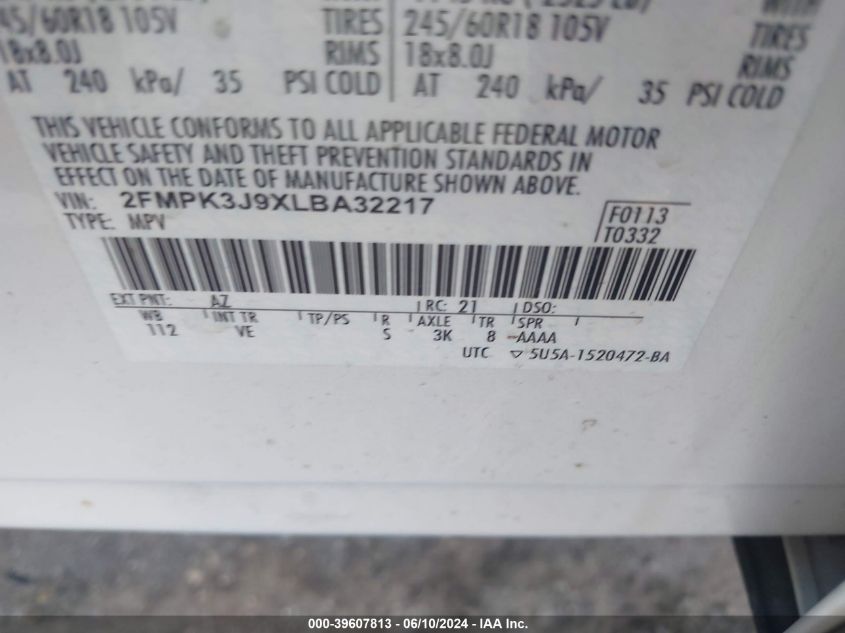 245/60R18 105V TIRES 245/60R18 105V TIRES
18x8.0J RIMS 18x8.0J RIMS
AT 240 kPa/ 35 PSI COLD AT 240 kPa/ 35 PSI COLD
THIS VEHICLE CONFORMS TO ALL APPLICABLE FEDERAL MOTOR
VEHICLE SAFETY AND THEFT PREVENTION STANDARDS IN
EFFECT ON THE DATE OF MANUFACTURE SHOWN ABOVE.
VIN: 2FMPK3J9XLBA32217 F0113
TYPE: MPV T0332
EXT PNT: AZ RC: 21 DSO:
WB INT TR TP/PS R AXLE TR SPR
112 VE S 3K 8 AAAA
UTC 5U5A-1520472-BA
000-39607813 - 06/10/2024 - IAA Inc.